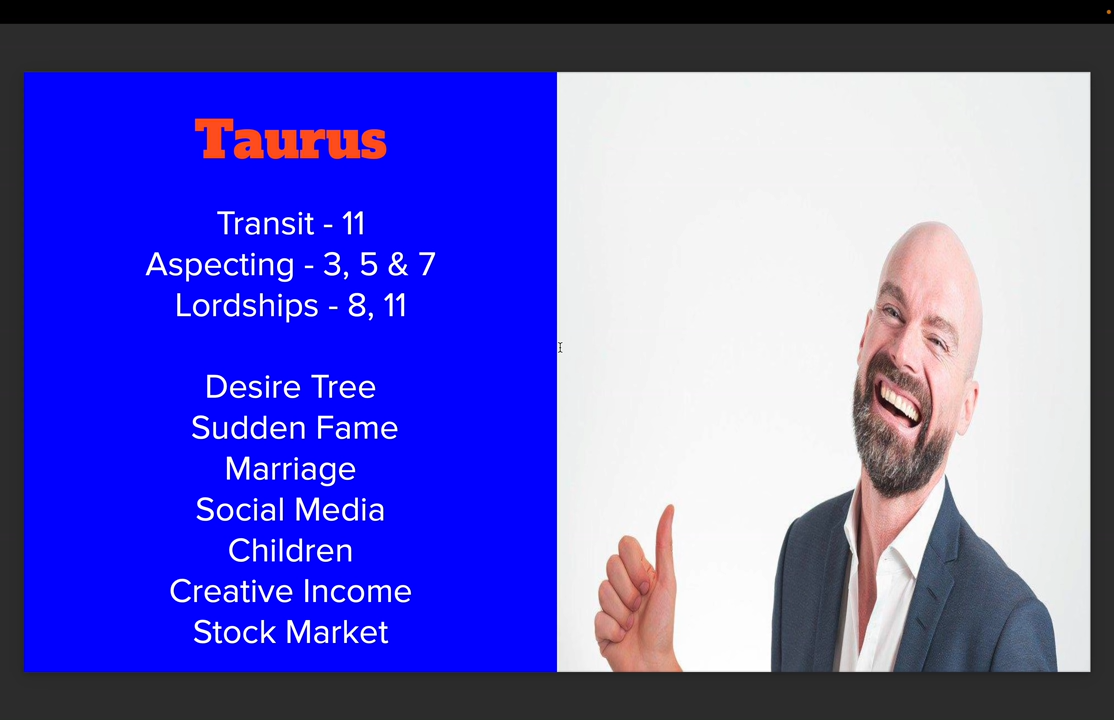 Taurus
Transit - 11
Aspecting - 3, 5 & 7
Lordships - 8, 11
Desire Tree
Sudden Fame
Marriage
Social Media
Children
Creative Income
Stock Market